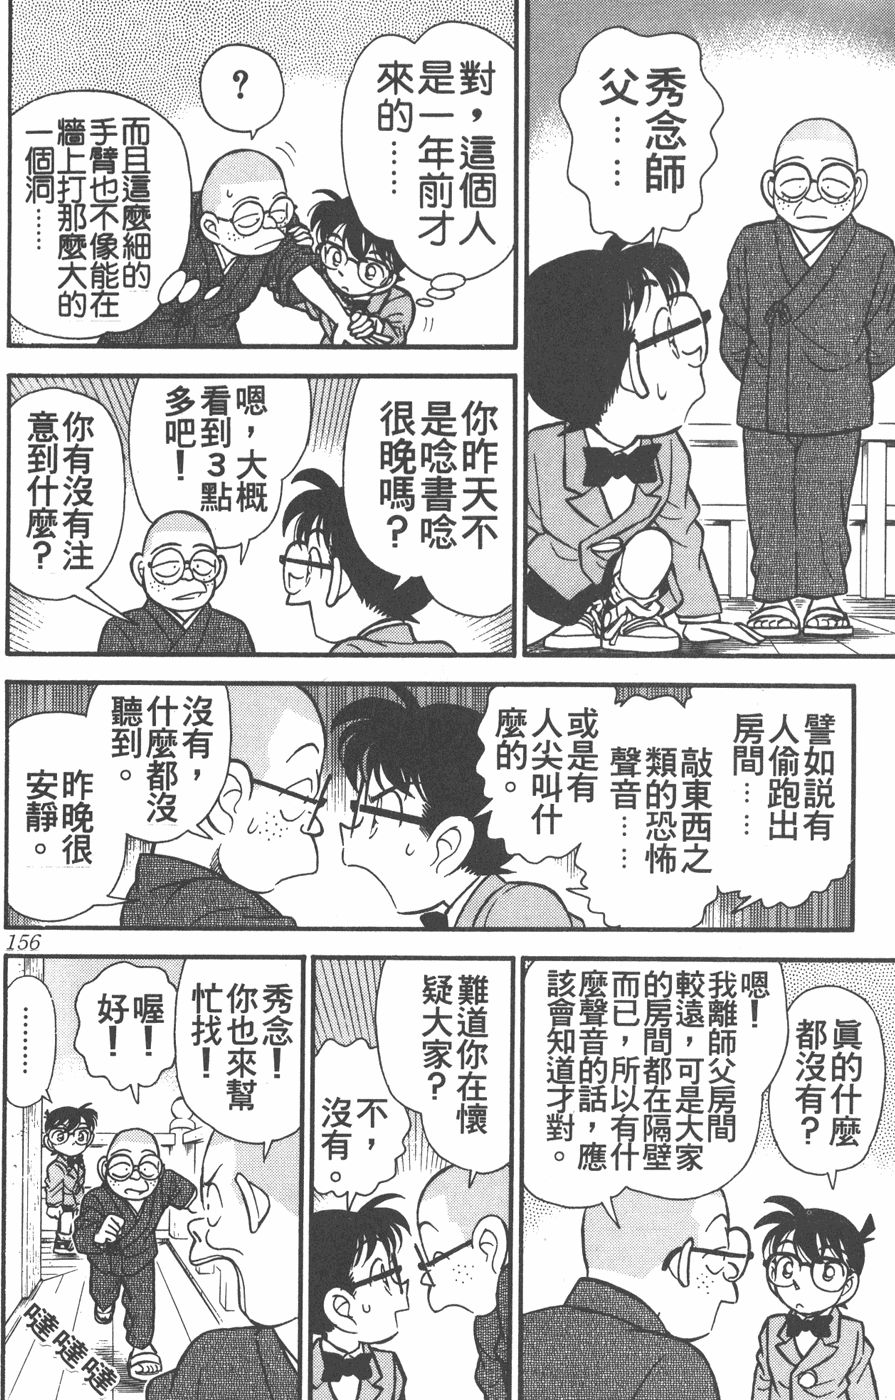 秀念師
父……
對，這個人
是一年前才
來的……
？
而且這麼細的
手臂也不像能在
牆上打那麼大的
一個洞……
你昨天不
是唸書唸
很晚嗎？
嗯，大概
看到3點
多吧！
你有沒有注
意到什麼？
譬如説有
人偷跑出
房間……
敲東西之
類的恐怖
聲音……
或是有
人尖叫什
麼的。
沒有，
什麼都沒
聽到。
昨晚很
安靜。
156
眞的什麼
都沒有？
嗯！
我離師父房間
較遠，可是大家
的房間都在隔壁
而已，所以有什
麼聲音的話，應
該會知道才對。
難道你在懷
疑大家？
不，
沒有。
秀念！
你也來幫
忙找！
喔！
好！
………
噠噠噠